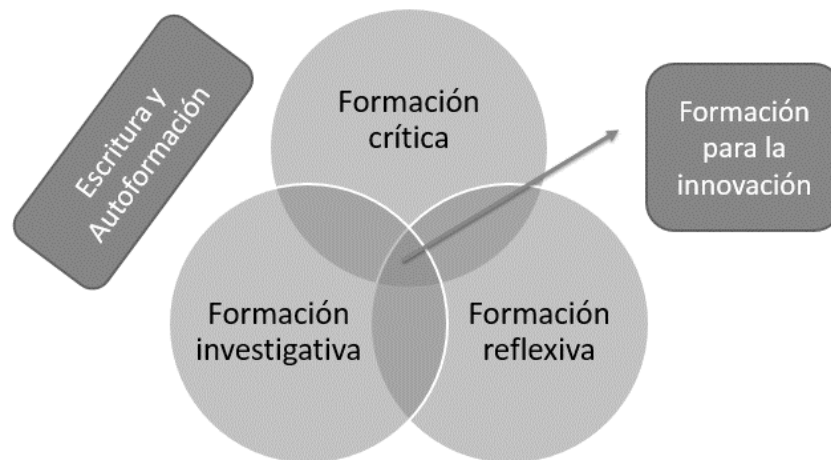 Escritura y
Autoformación
Formación
crítica
Formación
para la
innovación
Formación
investigativa
Formación
reflexiva